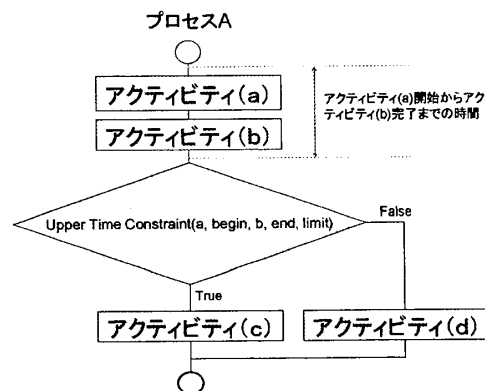 プロセスA
アクティビティ(a)
アクティビティ(b)
アクティビティ(a)開始からアク
ティビティ(b)完了までの時間
Upper Time Constraint(a, begin, b, end, limit)
False
True
アクティビティ(c)
アクティビティ(d)